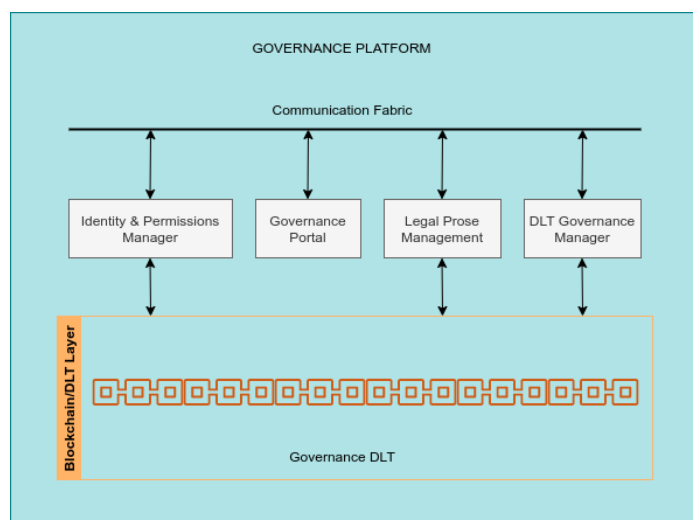 GOVERNANCE PLATFORM
Communication Fabric
Identity & Permissions
Manager
Governance
Portal
Legal Prose
Management
DLT Governance
Manager
Blockchain/DLT Layer
Governance DLT